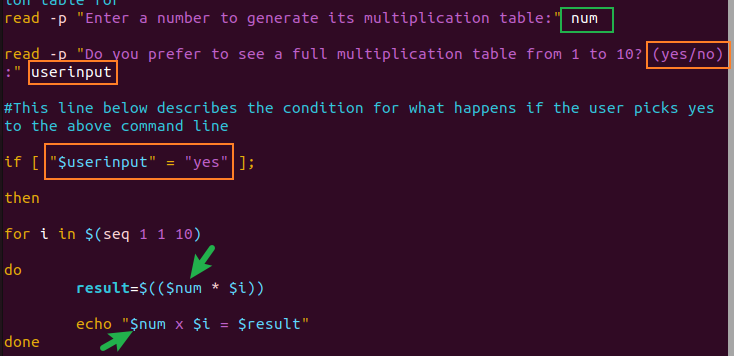 ton table for
read -p "Enter a number to generate its multiplication table:" num
read -p "Do you prefer to see a full multiplication table from 1 to 10? (yes/no)
:" userinput
#This line below describes the condition for what happens if the user picks yes
to the above command line
if [ "$userinput" = "yes" ];
then
for i in $(seq 1 1 10)
do
result=$(($num * $i))
echo "$num x $i = $result"
done